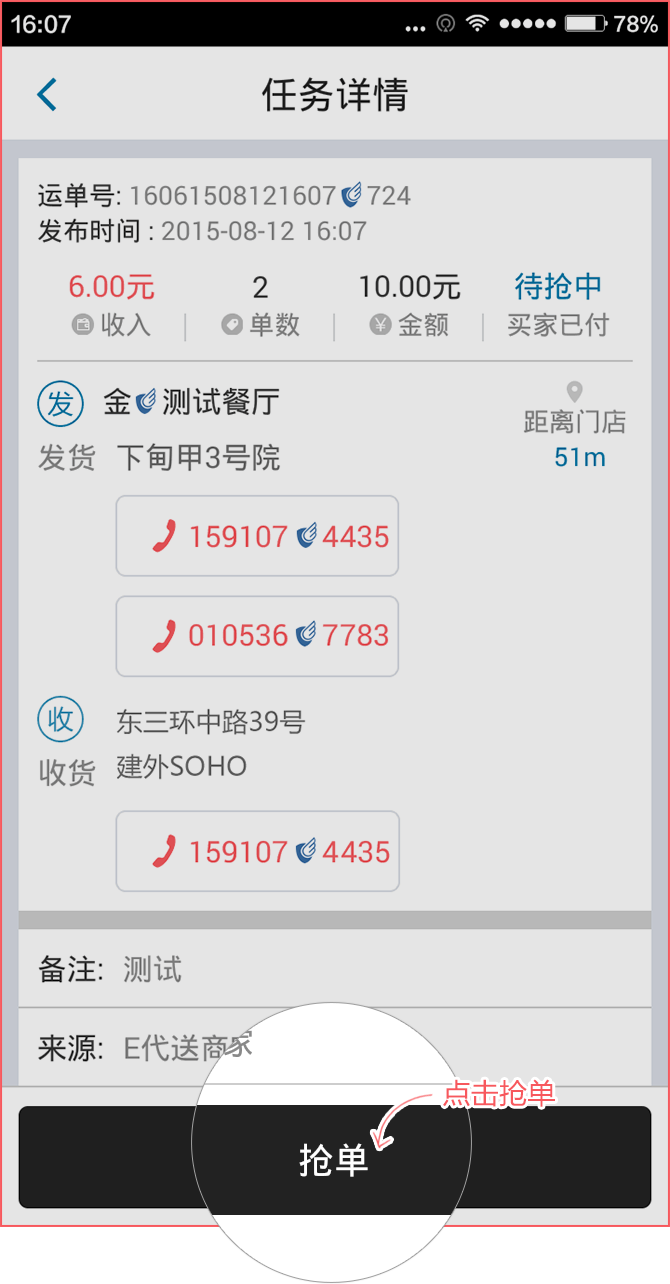 16:07
78%
任务详情
运单号: 16061508121607 724
发布时间 : 2015-08-12 16:07
6.00元 2 10.00元 待抢中
收入 单数 ¥ 金额 买家已付
发 金 测试餐厅
距离门店
发货 下甸甲3号院
51m
159107 4435
010536 7783
收 东三环中路39号
收货 建外SOHO
159107 4435
备注: 测试
来源: E代送商家
点击抢单
抢单